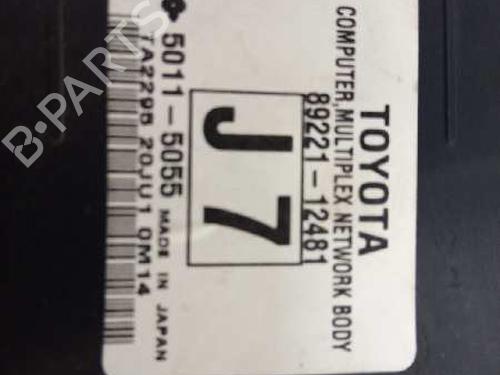 TOYOTA
COMPUTER,MULTIPLEX NETWORK BODY
89221-12481
J7
5011-5055 MADE IN JAPAN
TA2295 20JU1 0M14
B-PARTS